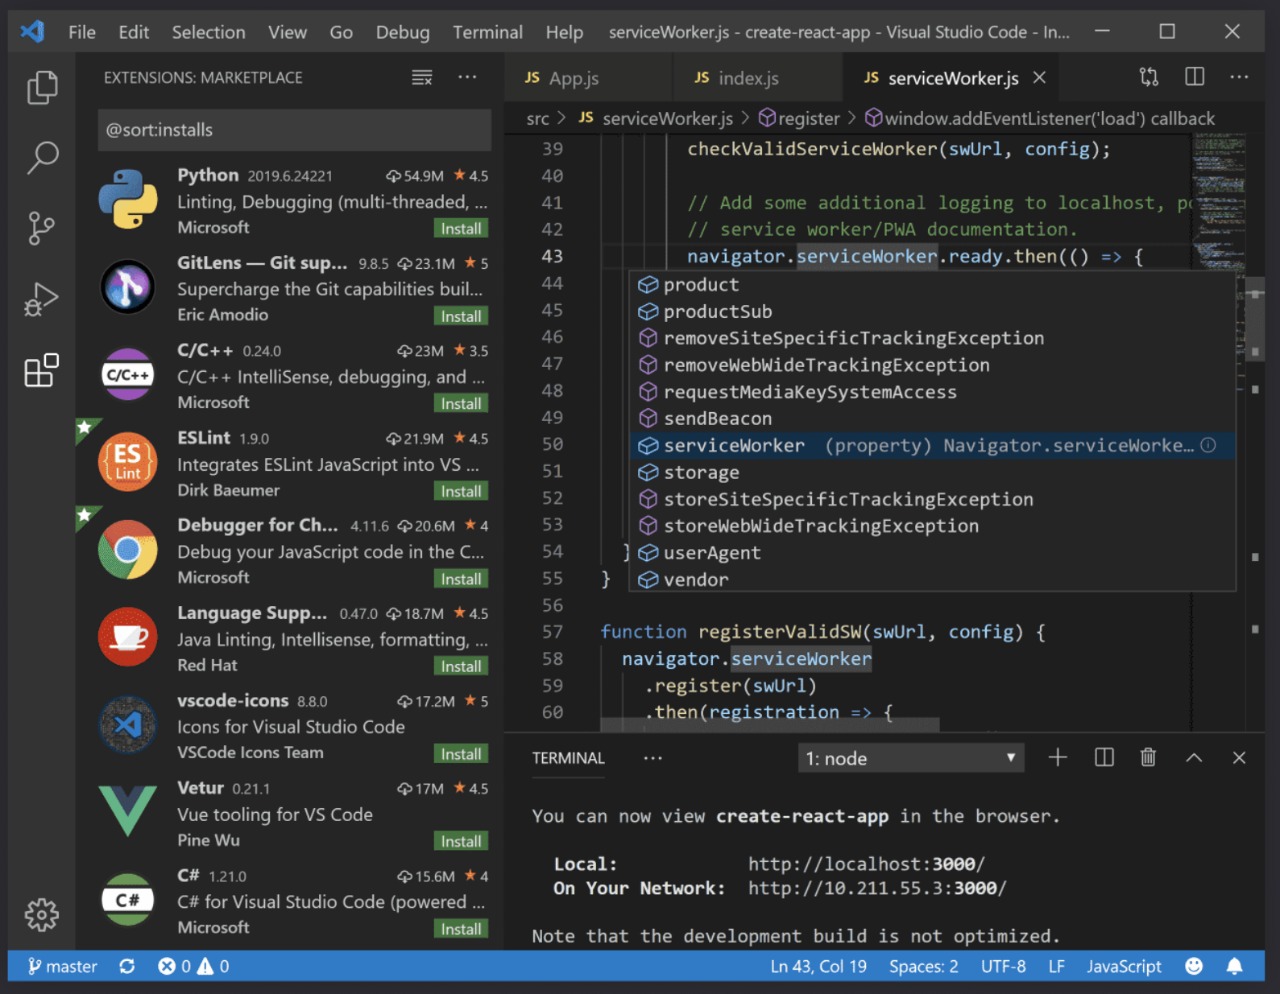 File Edit Selection View Go Debug Terminal Help serviceWorker.js - create-react-app - Visual Studio Code - In...
EXTENSIONS: MARKETPLACE
@sort:installs
Python 2019.6.24221 54.9M ★ 4.5
Linting, Debugging (multi-threaded, ...
Microsoft Install
GitLens — Git sup... 9.8.5 23.1M ★ 5
Supercharge the Git capabilities buil...
Eric Amodio Install
C/C++
C/C++ 0.24.0 23M ★ 3.5
C/C++ IntelliSense, debugging, and ...
Microsoft Install
ES
Lint
ESLint 1.9.0 21.9M ★ 4.5
Integrates ESLint JavaScript into VS ...
Dirk Baeumer Install
Debugger for Ch... 4.11.6 20.6M ★ 4
Debug your JavaScript code in the C...
Microsoft Install
Language Supp... 0.47.0 18.7M ★ 4.5
Java Linting, Intellisense, formatting, ...
Red Hat Install
vscode-icons 8.8.0 17.2M ★ 5
Icons for Visual Studio Code
VSCode Icons Team Install
Vetur 0.21.1 17M ★ 4.5
Vue tooling for VS Code
Pine Wu Install
C#
C# 1.21.0 15.6M ★ 4
C# for Visual Studio Code (powered ...
Microsoft Install
JS App.js JS index.js JS serviceWorker.js
src > JS serviceWorker.js > register > window.addEventListener('load') callback
39 checkValidServiceWorker(swUrl, config);
40
41 // Add some additional logging to localhost,
42 // service worker/PWA documentation.
43 navigator.serviceWorker.ready.then(() => {
44 product
45 productSub
46 removeSiteSpecificTrackingException
47 removeWebWideTrackingException
48 requestMediaKeySystemAccess
49 sendBeacon
50 serviceWorker (property) Navigator.serviceWorke...
51 storage
52 storeSiteSpecificTrackingException
53 storeWebWideTrackingException
54 } userAgent
55 } vendor
56
57 function registerValidSW(swUrl, config) {
58 navigator.serviceWorker
59 .register(swUrl)
60 .then(registration => {
TERMINAL ... 1: node
You can now view create-react-app in the browser.
Local: http://localhost:3000/
On Your Network: http://10.211.55.3:3000/
Note that the development build is not optimized.
master 0 0 Ln 43, Col 19 Spaces: 2 UTF-8 LF JavaScript